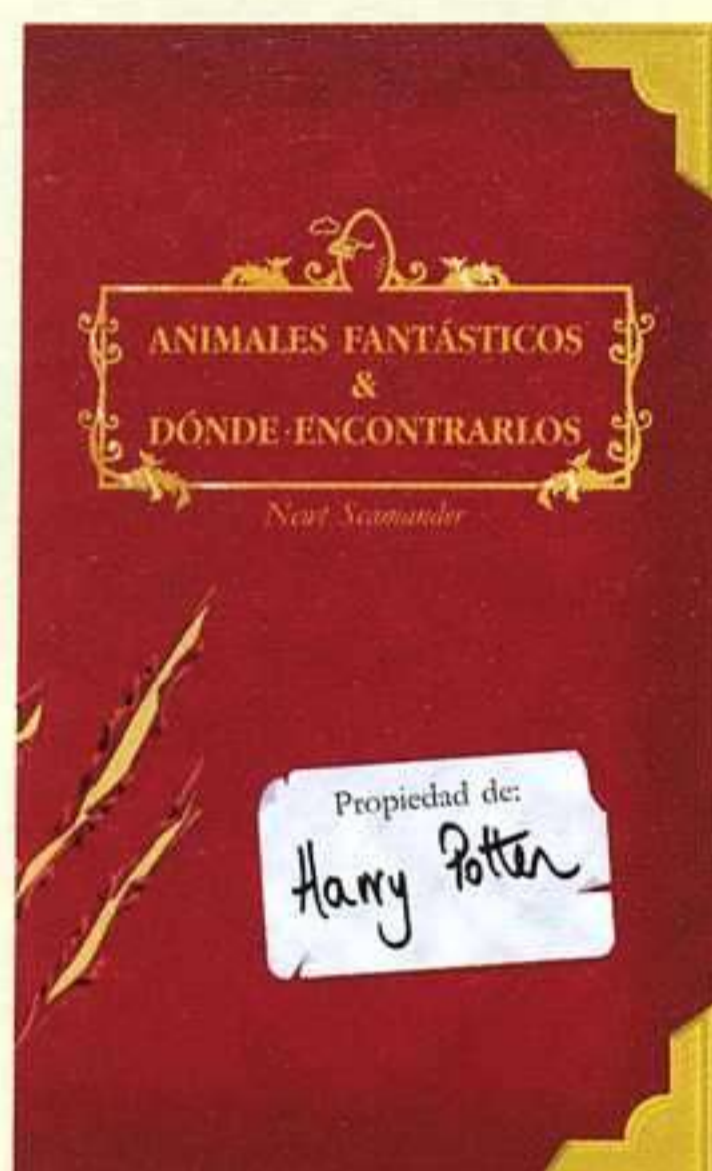 ANIMALES FANTÁSTICOS
&
DÓNDE·ENCONTRARLOS
Newt Scamander
Propiedad de:
Harry Potter